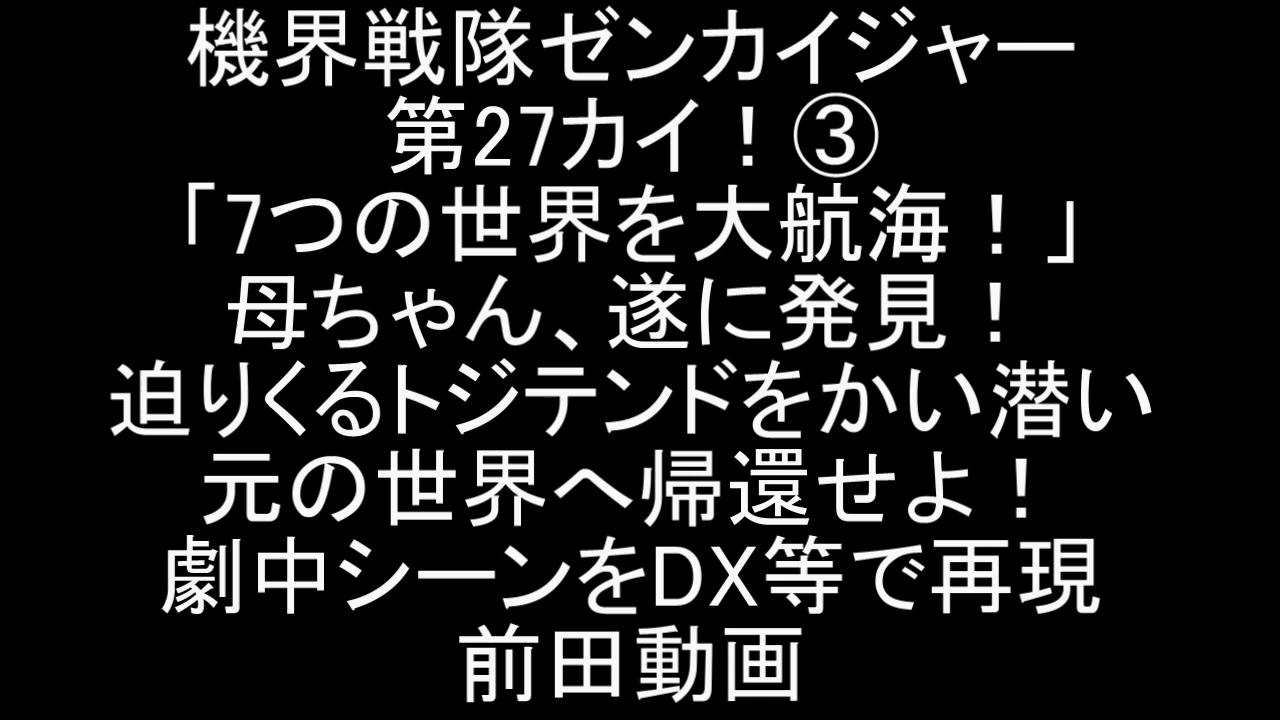 機界戦隊ゼンカイジャー
第27カイ！③
「7つの世界を大航海！」
母ちゃん、遂に発見！
迫りくるトジテンドをかい潜い
元の世界へ帰還せよ！
劇中シーンをDX等で再現
前田動画